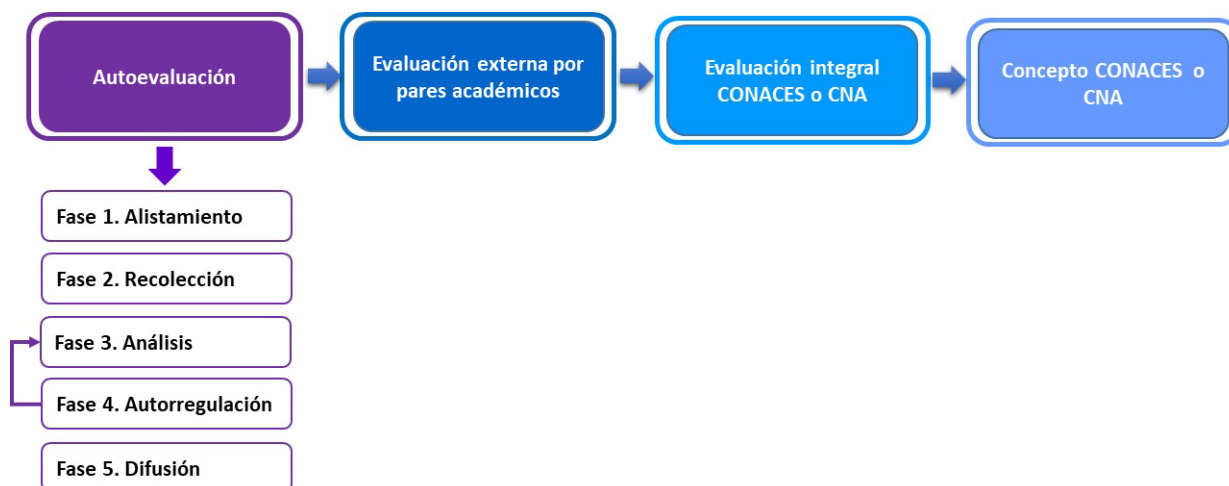 Autoevaluación
Evaluación externa por
pares académicos
Evaluación integral
CONACES o CNA
Concepto CONACES o
CNA
Fase 1. Alistamiento
Fase 2. Recolección
Fase 3. Análisis
Fase 4. Autorregulación
Fase 5. Difusión